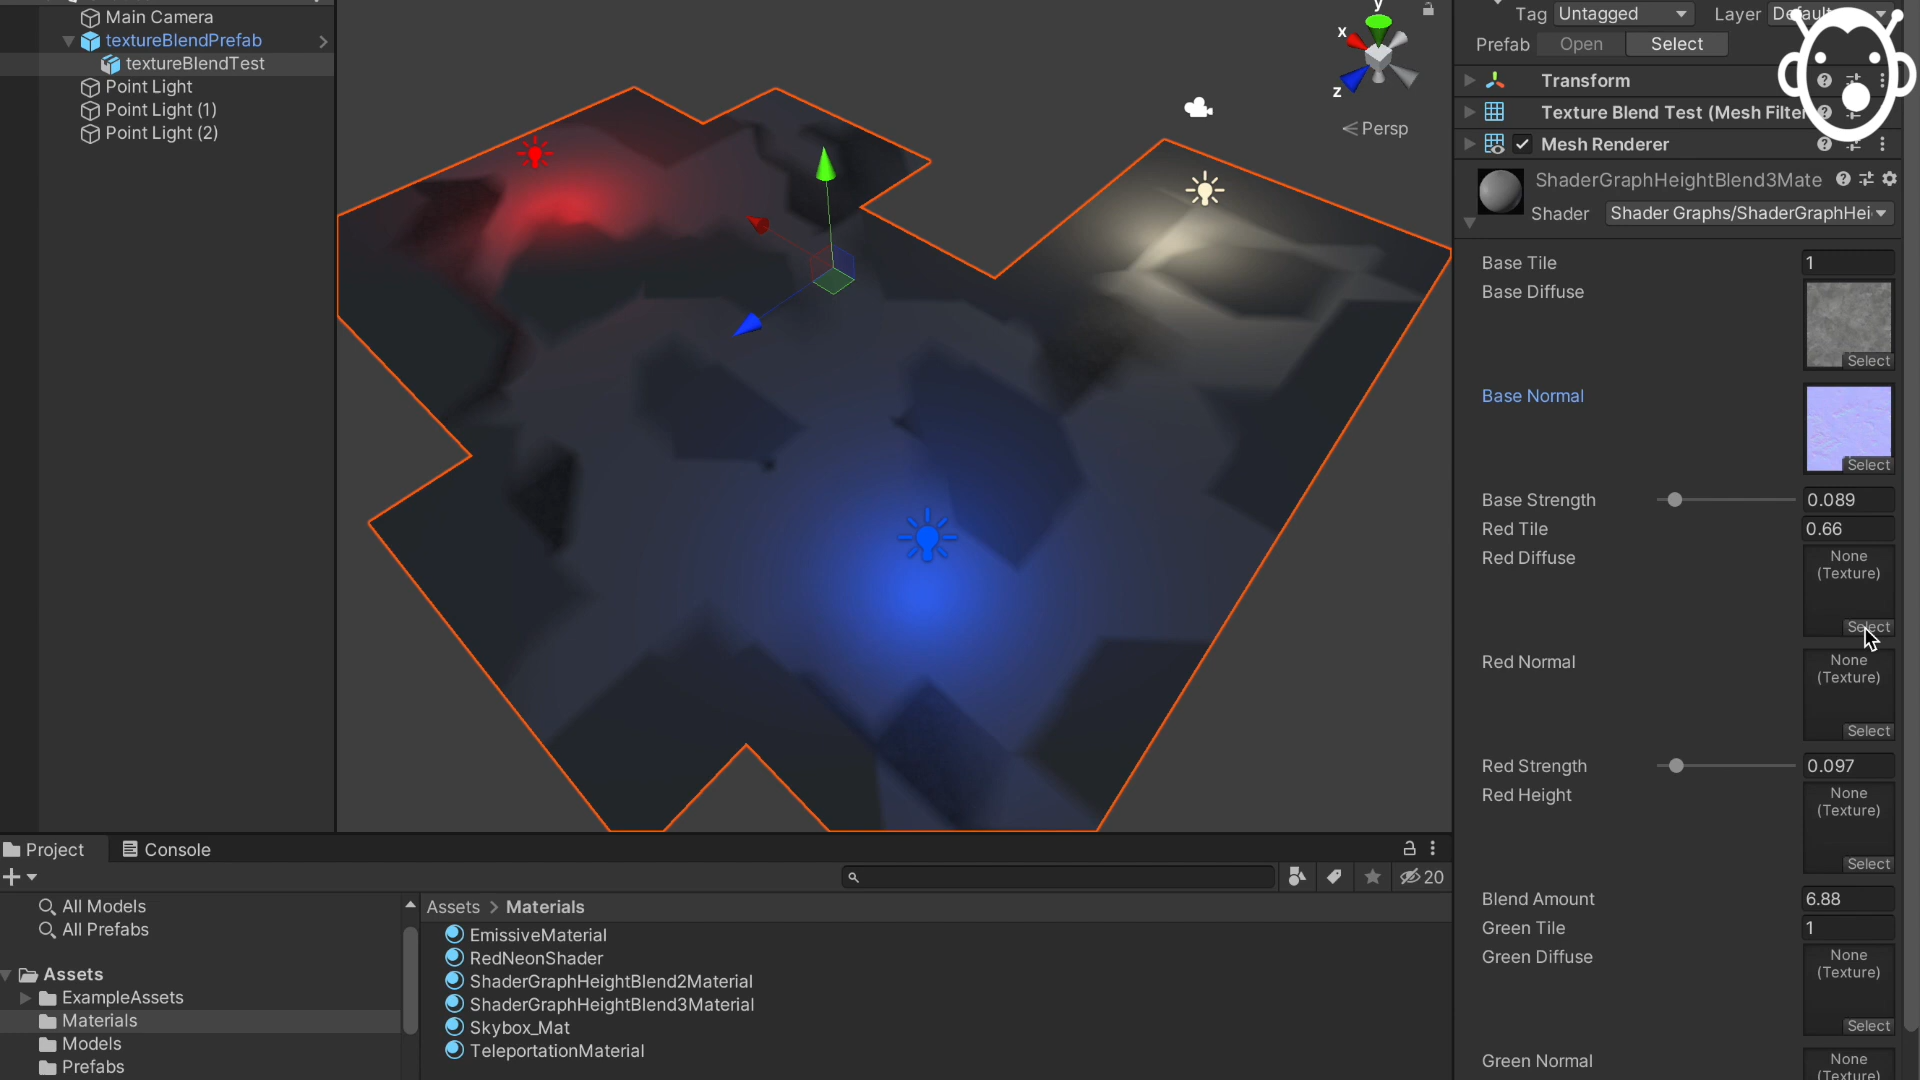 Main Camera
textureBlendPrefab
textureBlendTest
Point Light
Point Light (1)
Point Light (2)
y
x
z
Persp
Tag Untagged Layer Default
Prefab Open Select
Transform
Texture Blend Test (Mesh Filter
Mesh Renderer
ShaderGraphHeightBlend3Mate
Shader Shader Graphs/ShaderGraphHei
Base Tile 1
Base Diffuse
Select
Base Normal
Select
Base Strength 0.089
Red Tile 0.66
Red Diffuse None
(Texture)
Select
Red Normal None
(Texture)
Select
Red Strength 0.097
Red Height None
(Texture)
Select
Blend Amount 6.88
Green Tile 1
Green Diffuse None
(Texture)
Select
Green Normal None
(Texture)
Project Console
20
All Models
All Prefabs
Assets
ExampleAssets
Materials
Models
Prefabs
Assets > Materials
EmissiveMaterial
RedNeonShader
ShaderGraphHeightBlend2Material
ShaderGraphHeightBlend3Material
Skybox_Mat
TeleportationMaterial